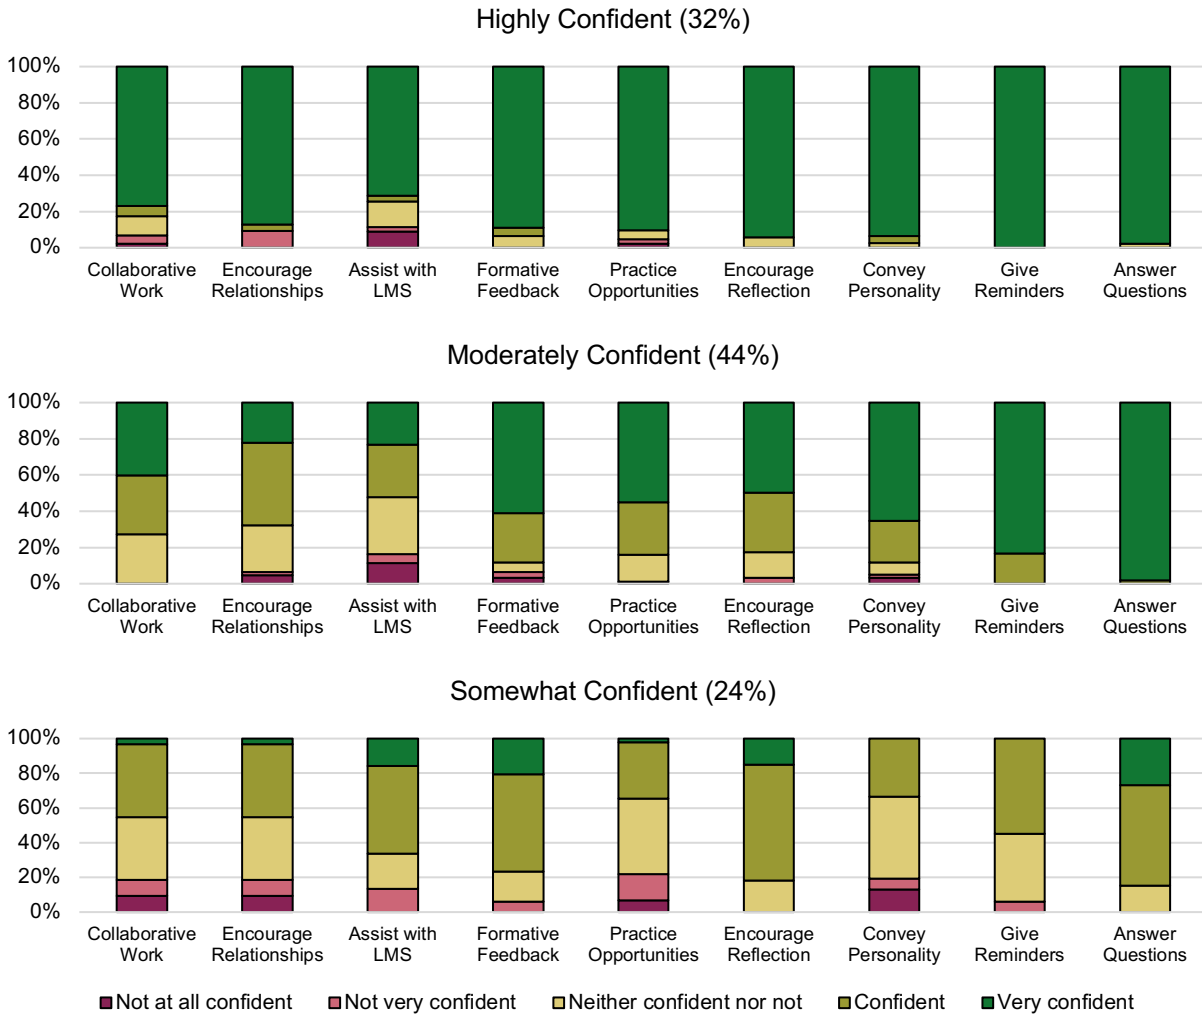 Highly Confident (32%)
100%
80%
60%
40%
20%
0%
Collaborative Encourage Assist with Formative Practice Encourage Convey Give Answer
Work Relationships LMS Feedback Opportunities Reflection Personality Reminders Questions
Moderately Confident (44%)
100%
80%
60%
40%
20%
0%
Collaborative Encourage Assist with Formative Practice Encourage Convey Give Answer
Work Relationships LMS Feedback Opportunities Reflection Personality Reminders Questions
Somewhat Confident (24%)
100%
80%
60%
40%
20%
0%
Collaborative Encourage Assist with Formative Practice Encourage Convey Give Answer
Work Relationships LMS Feedback Opportunities Reflection Personality Reminders Questions
Not at all confident Not very confident Neither confident nor not Confident Very confident